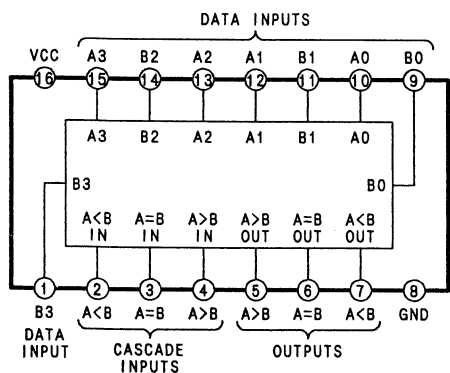 DATA INPUTS
VCC A3 B2 A2 A1 B1 A0 B0
16 15 14 13 12 11 10 9
A3 B2 A2 A1 B1 A0
B3 B0
A<B A=B A>B A>B A=B A<B
IN IN IN OUT OUT OUT
1 2 3 4 5 6 7 8
B3 A<B A=B A>B A>B A=B A<B GND
DATA
INPUT
CASCADE
INPUTS
OUTPUTS